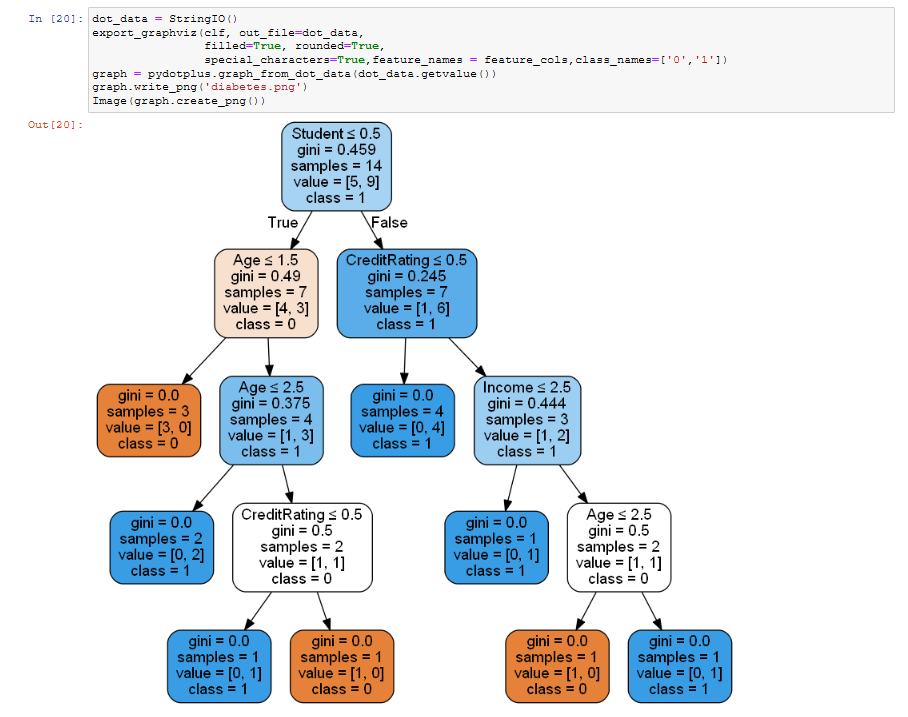 In [20]: dot_data = StringIO()
export_graphviz(clf, out_file=dot_data,
filled=True, rounded=True,
special_characters=True,feature_names = feature_cols,class_names=['0','1'])
graph = pydotplus.graph_from_dot_data(dot_data.getvalue())
graph.write_png('diabetes.png')
Image(graph.create_png())
Out[20]:
Student ≤ 0.5
gini = 0.459
samples = 14
value = [5, 9]
class = 1
True
False
Age ≤ 1.5
gini = 0.49
samples = 7
value = [4, 3]
class = 0
CreditRating ≤ 0.5
gini = 0.245
samples = 7
value = [1, 6]
class = 1
gini = 0.0
samples = 3
value = [3, 0]
class = 0
Age ≤ 2.5
gini = 0.375
samples = 4
value = [1, 3]
class = 1
gini = 0.0
samples = 4
value = [0, 4]
class = 1
Income ≤ 2.5
gini = 0.444
samples = 3
value = [1, 2]
class = 1
gini = 0.0
samples = 2
value = [0, 2]
class = 1
CreditRating ≤ 0.5
gini = 0.5
samples = 2
value = [1, 1]
class = 0
gini = 0.0
samples = 1
value = [0, 1]
class = 1
Age ≤ 2.5
gini = 0.5
samples = 2
value = [1, 1]
class = 0
gini = 0.0
samples = 1
value = [0, 1]
class = 1
gini = 0.0
samples = 1
value = [1, 0]
class = 0
gini = 0.0
samples = 1
value = [1, 0]
class = 0
gini = 0.0
samples = 1
value = [0, 1]
class = 1